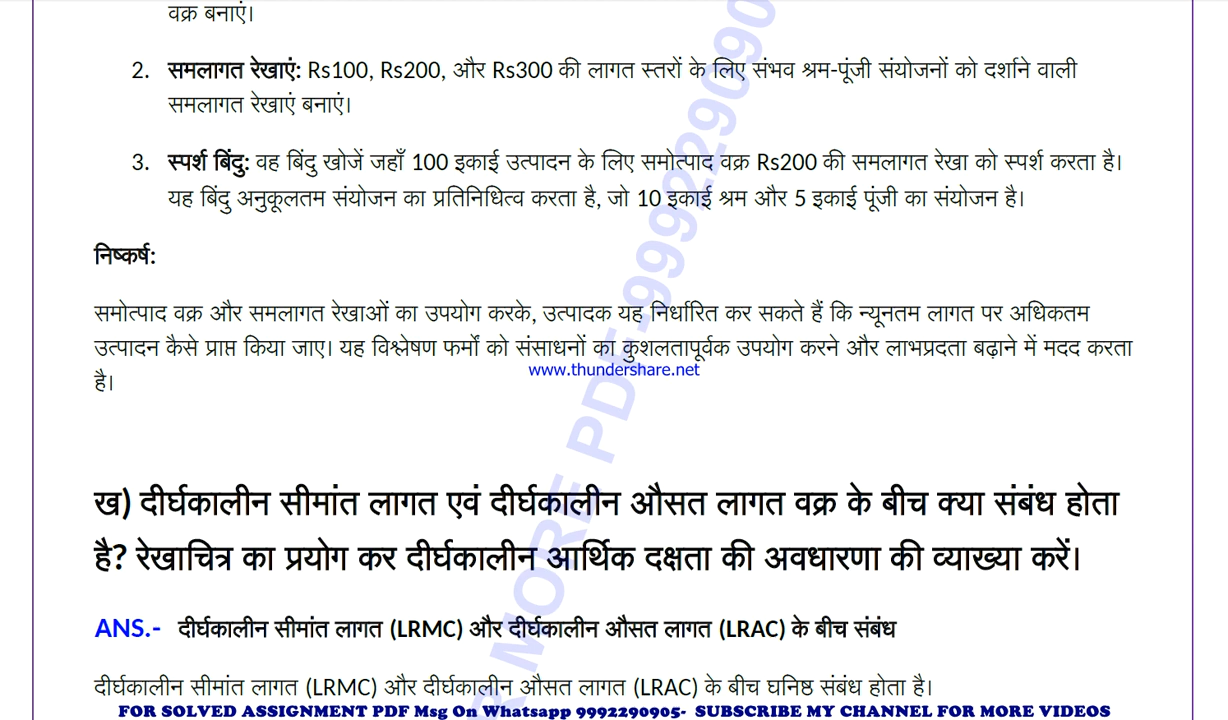 वक्र बनाएं।
2. समलागत रेखाएं: Rs100, Rs200, और Rs300 की लागत स्तरों के लिए संभव श्रम-पूंजी संयोजनों को दर्शाने वाली
समलागत रेखाएं बनाएं।
3. स्पर्श बिंदु: वह बिंदु खोजें जहाँ 100 इकाई उत्पादन के लिए समोत्पाद वक्र Rs200 की समलागत रेखा को स्पर्श करता है।
यह बिंदु अनुकूलतम संयोजन का प्रतिनिधित्व करता है, जो 10 इकाई श्रम और 5 इकाई पूंजी का संयोजन है।
निष्कर्ष:
समोत्पाद वक्र और समलागत रेखाओं का उपयोग करके, उत्पादक यह निर्धारित कर सकते हैं कि न्यूनतम लागत पर अधिकतम
उत्पादन कैसे प्राप्त किया जाए। यह विश्लेषण फर्मों को संसाधनों का कुशलतापूर्वक उपयोग करने और लाभप्रदता बढ़ाने में मदद करता
www.thundershare.net
है।
ख) दीर्घकालीन सीमांत लागत एवं दीर्घकालीन औसत लागत वक्र के बीच क्या संबंध होता
है? रेखाचित्र का प्रयोग कर दीर्घकालीन आर्थिक दक्षता की अवधारणा की व्याख्या करें।
ANS.- दीर्घकालीन सीमांत लागत (LRMC) और दीर्घकालीन औसत लागत (LRAC) के बीच संबंध
दीर्घकालीन सीमांत लागत (LRMC) और दीर्घकालीन औसत लागत (LRAC) के बीच घनिष्ठ संबंध होता है।
FOR SOLVED ASSIGNMENT PDF Msg On Whatsapp 9992290905- SUBSCRIBE MY CHANNEL FOR MORE VIDEOS
R MORE PDF-999229090